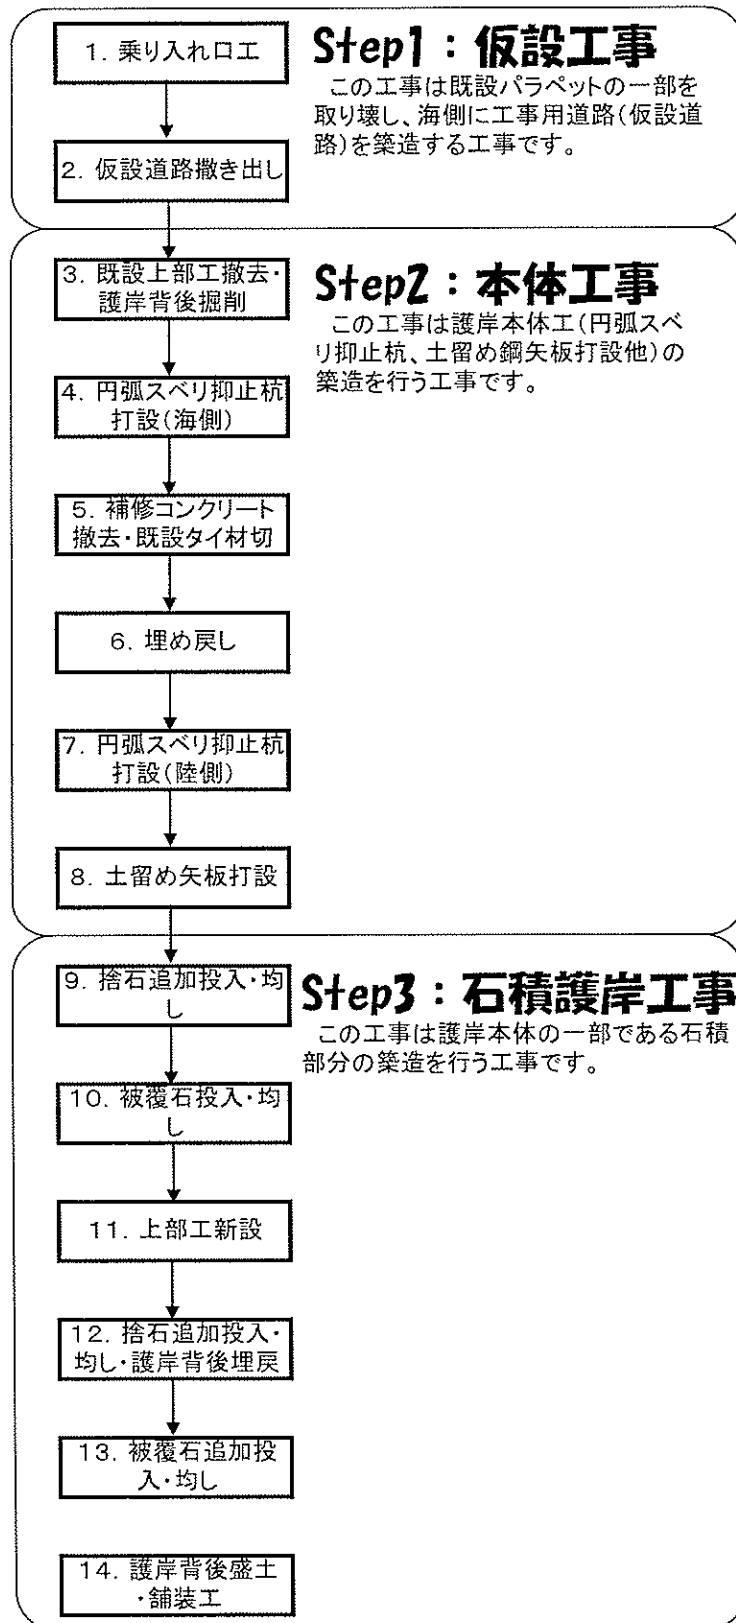 1．乗り入れ口工
Step1：仮設工事
この工事は既設パラペットの一部を
取り壊し、海側に工事用道路（仮設道
路）を築造する工事です。
2．仮設道路撒き出し
3．既設上部工撤去・
護岸背後掘削
Step2：本体工事
この工事は護岸本体工（円弧スベ
リ抑止杭、土留め鋼矢板打設他）の
築造を行う工事です。
4．円弧スベリ抑止杭
打設（海側）
5．補修コンクリート
撤去・既設タイ材切
6．埋め戻し
7．円弧スベリ抑止杭
打設（陸側）
8．土留め矢板打設
9．捨石追加投入・均
し
Step3：石積護岸工事
この工事は護岸本体の一部である石積
部分の築造を行う工事です。
10．被覆石投入・均
し
11．上部工新設
12．捨石追加投入・
均し・護岸背後埋戻
13．被覆石追加投
入・均し
14．護岸背後盛土
・舗装工